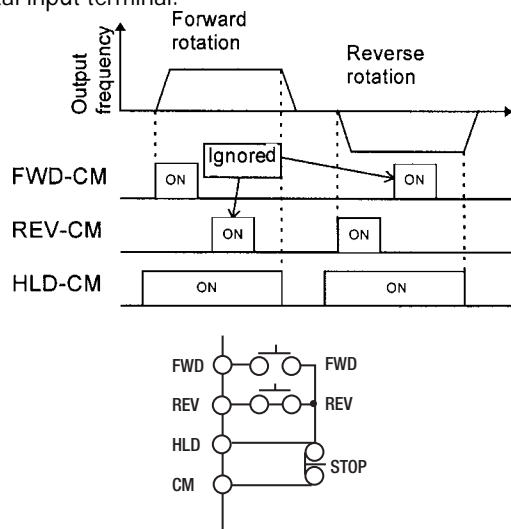 tal input terminal.
Forward
rotation
Reverse
rotation
Output
frequency
Ignored
FWD-CM
ON
ON
REV-CM
ON
ON
HLD-CM
ON
ON
FWD
FWD
REV
REV
HLD
STOP
CM